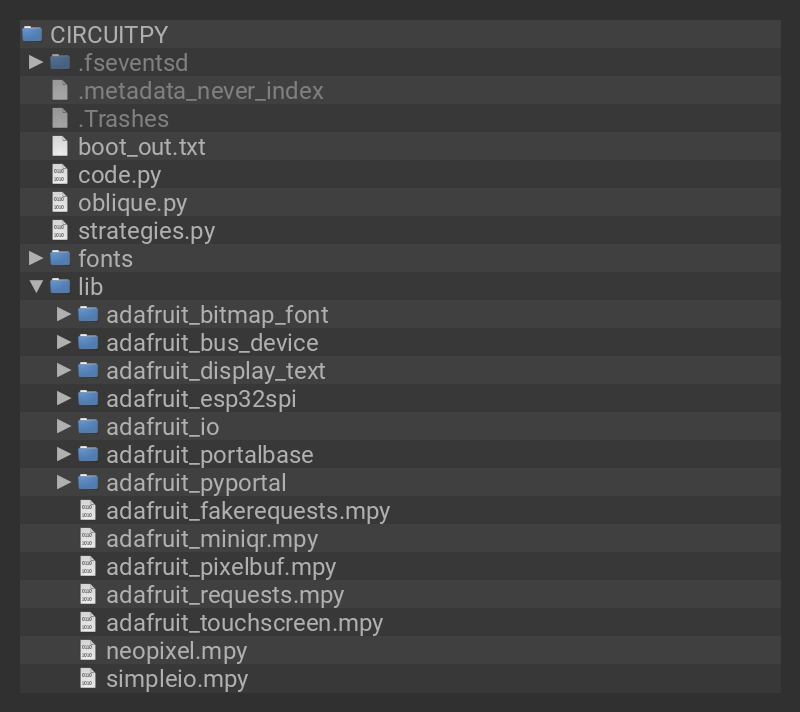 CIRCUITPY
.fseventsd
.metadata_never_index
.Trashes
boot_out.txt
code.py
oblique.py
strategies.py
fonts
lib
adafruit_bitmap_font
adafruit_bus_device
adafruit_display_text
adafruit_esp32spi
adafruit_io
adafruit_portalbase
adafruit_pyportal
adafruit_fakerequests.mpy
adafruit_miniqr.mpy
adafruit_pixelbuf.mpy
adafruit_requests.mpy
adafruit_touchscreen.mpy
neopixel.mpy
simpleio.mpy